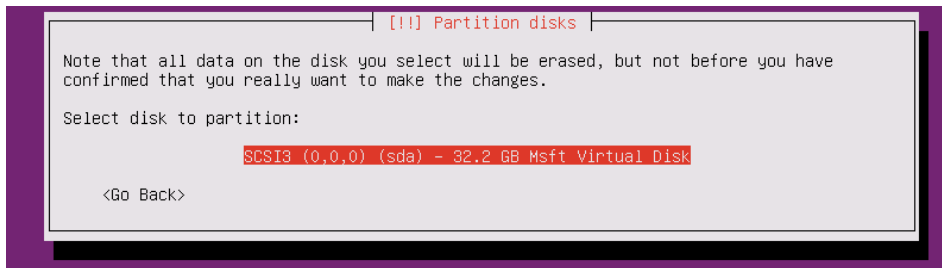 [!!] Partition disks
Note that all data on the disk you select will be erased, but not before you have
confirmed that you really want to make the changes.
Select disk to partition:
SCSI3 (0,0,0) (sda) - 32.2 GB Msft Virtual Disk
<Go Back>